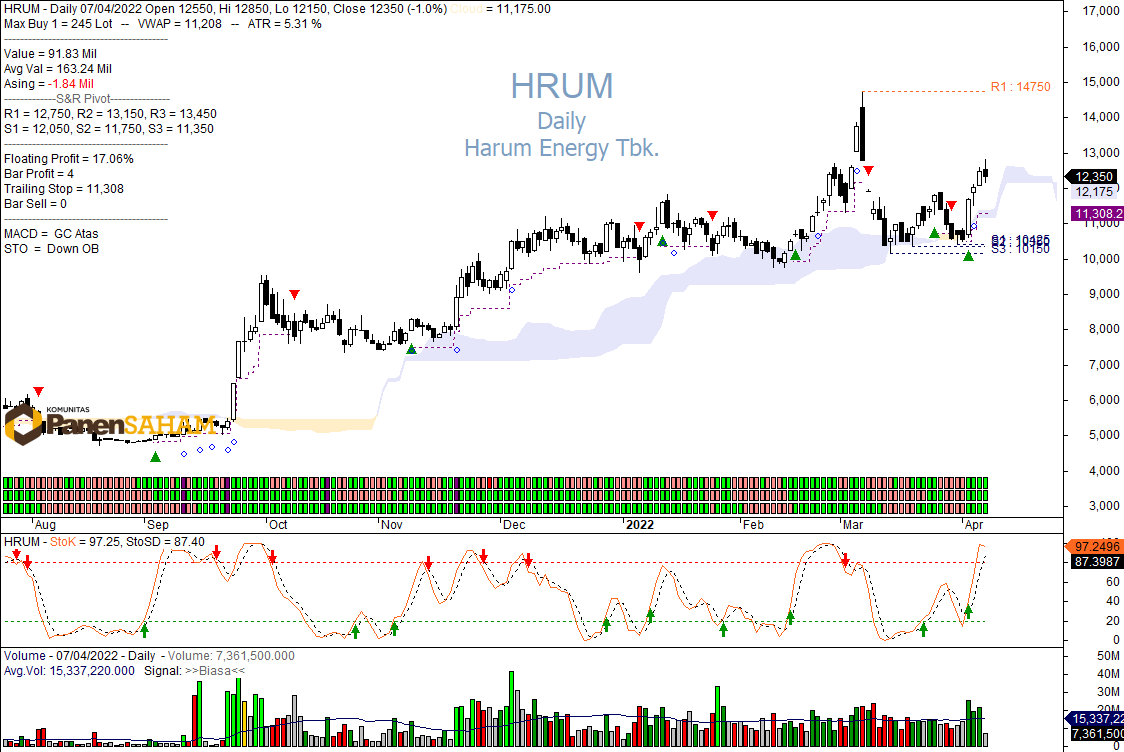 HRUM - Daily 07/04/2022 Open 12550, Hi 12850, Lo 12150, Close 12350 (-1.0%) Cloud = 11,175.00
Max Buy 1 = 245 Lot -- VWAP = 11,208 -- ATR = 5.31 %
Value = 91.83 Mil
Avg Val = 163.24 Mil
Asing = -1.84 Mil
-------------S&R Pivot---------------
R1 = 12,750, R2 = 13,150, R3 = 13,450
S1 = 12,050, S2 = 11,750, S3 = 11,350
Floating Profit = 17.06%
Bar Profit = 4
Trailing Stop = 11,308
Bar Sell = 0
MACD = GC Atas
STO = Down OB
HRUM
Daily
Harum Energy Tbk.
R1 : 14750
S3 : 10150
KOMUNITAS
PanenSAHAM
17,000
16,000
15,000
14,000
13,000
12,350
12,175
11,308.2
11,000
10,000
9,000
8,000
7,000
6,000
5,000
4,000
3,000
Aug Sep Oct Nov Dec 2022 Feb Mar Apr
HRUM - StoK = 97.25, StoSD = 87.40
97.2496
87.3987
60
40
20
0
Volume - 07/04/2022 - Daily - Volume: 7,361,500.000
Avg.Vol: 15,337,220.000 Signal: >>Biasa<<
50M
40M
30M
20M
15,337,22
7,361,500
0